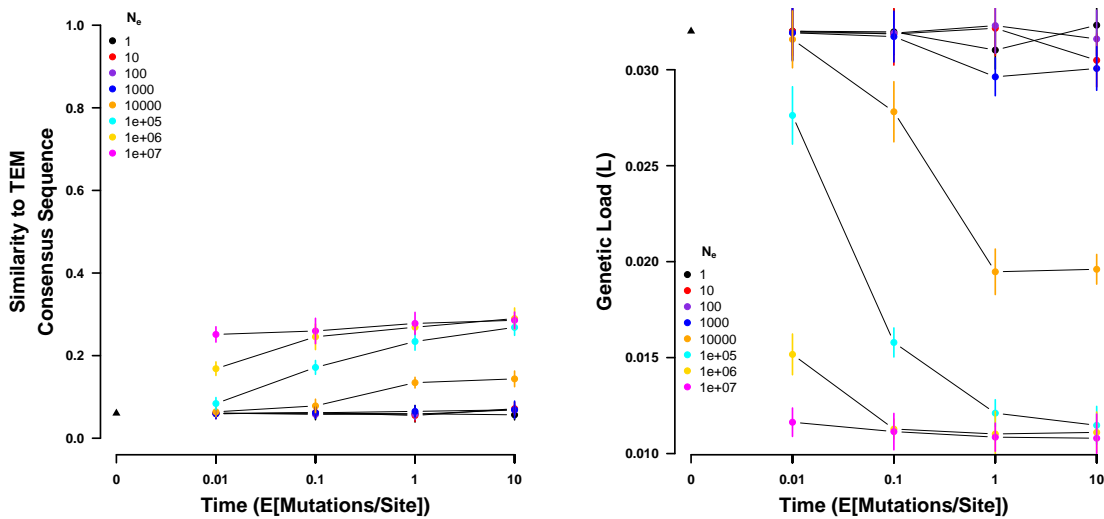 Similarity to TEM
Consensus Sequence
1.0
0.8
0.6
0.4
0.2
0.0
Ne
1
10
100
1000
10000
1e+05
1e+06
1e+07
0
0.01
0.1
1
10
Time (E[Mutations/Site])
Genetic Load (L)
0.030
0.025
0.020
0.015
0.010
Ne
1
10
100
1000
10000
1e+05
1e+06
1e+07
0
0.01
0.1
1
10
Time (E[Mutations/Site])